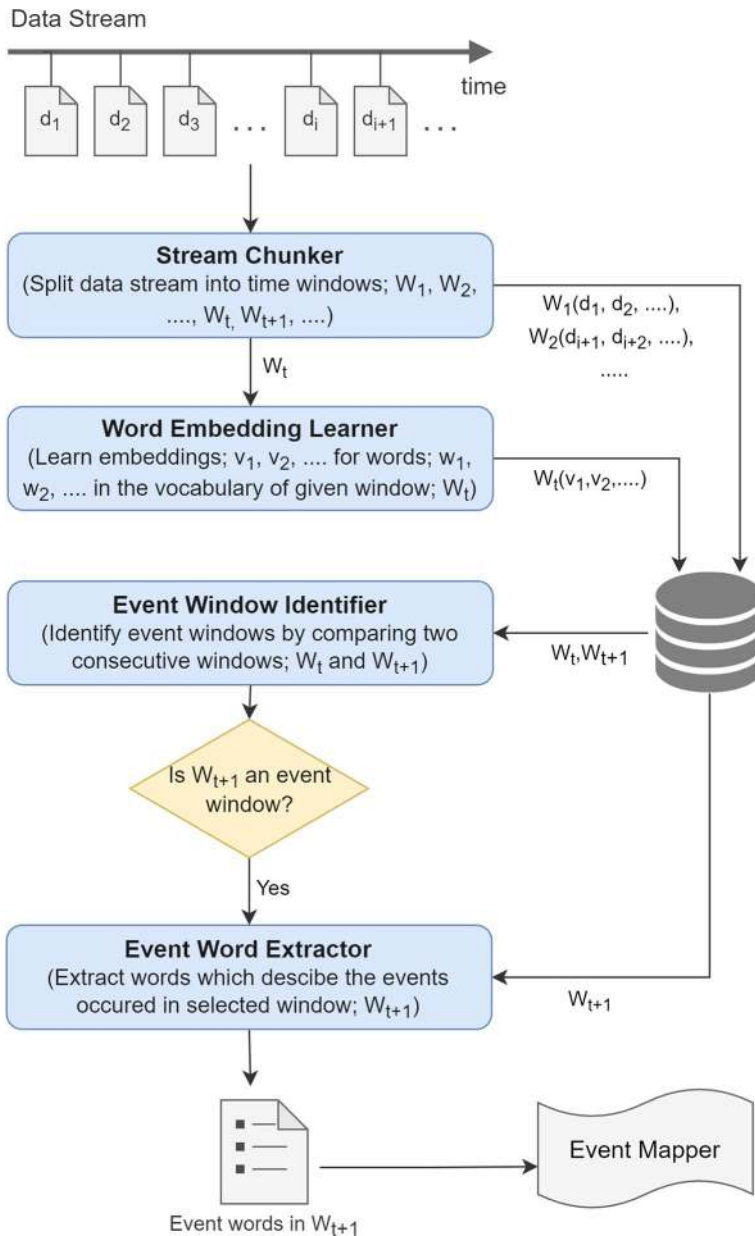 Data Stream
time
d1 d2 d3 ... di di+1 ...
Stream Chunker
(Split data stream into time windows; W1, W2,
...., Wt, Wt+1, ....)
W1(d1, d2, ....),
W2(di+1, di+2, ....),
.....
Wt
Word Embedding Learner
(Learn embeddings; v1, v2, .... for words; w1,
w2, .... in the vocabulary of given window; Wt)
Wt(v1,v2,....)
Event Window Identifier
(Identify event windows by comparing two
consecutive windows; Wt and Wt+1)
Wt,Wt+1
Is Wt+1 an event
window?
Yes
Event Word Extractor
(Extract words which descibe the events
occured in selected window; Wt+1)
Wt+1
Event Mapper
Event words in Wt+1